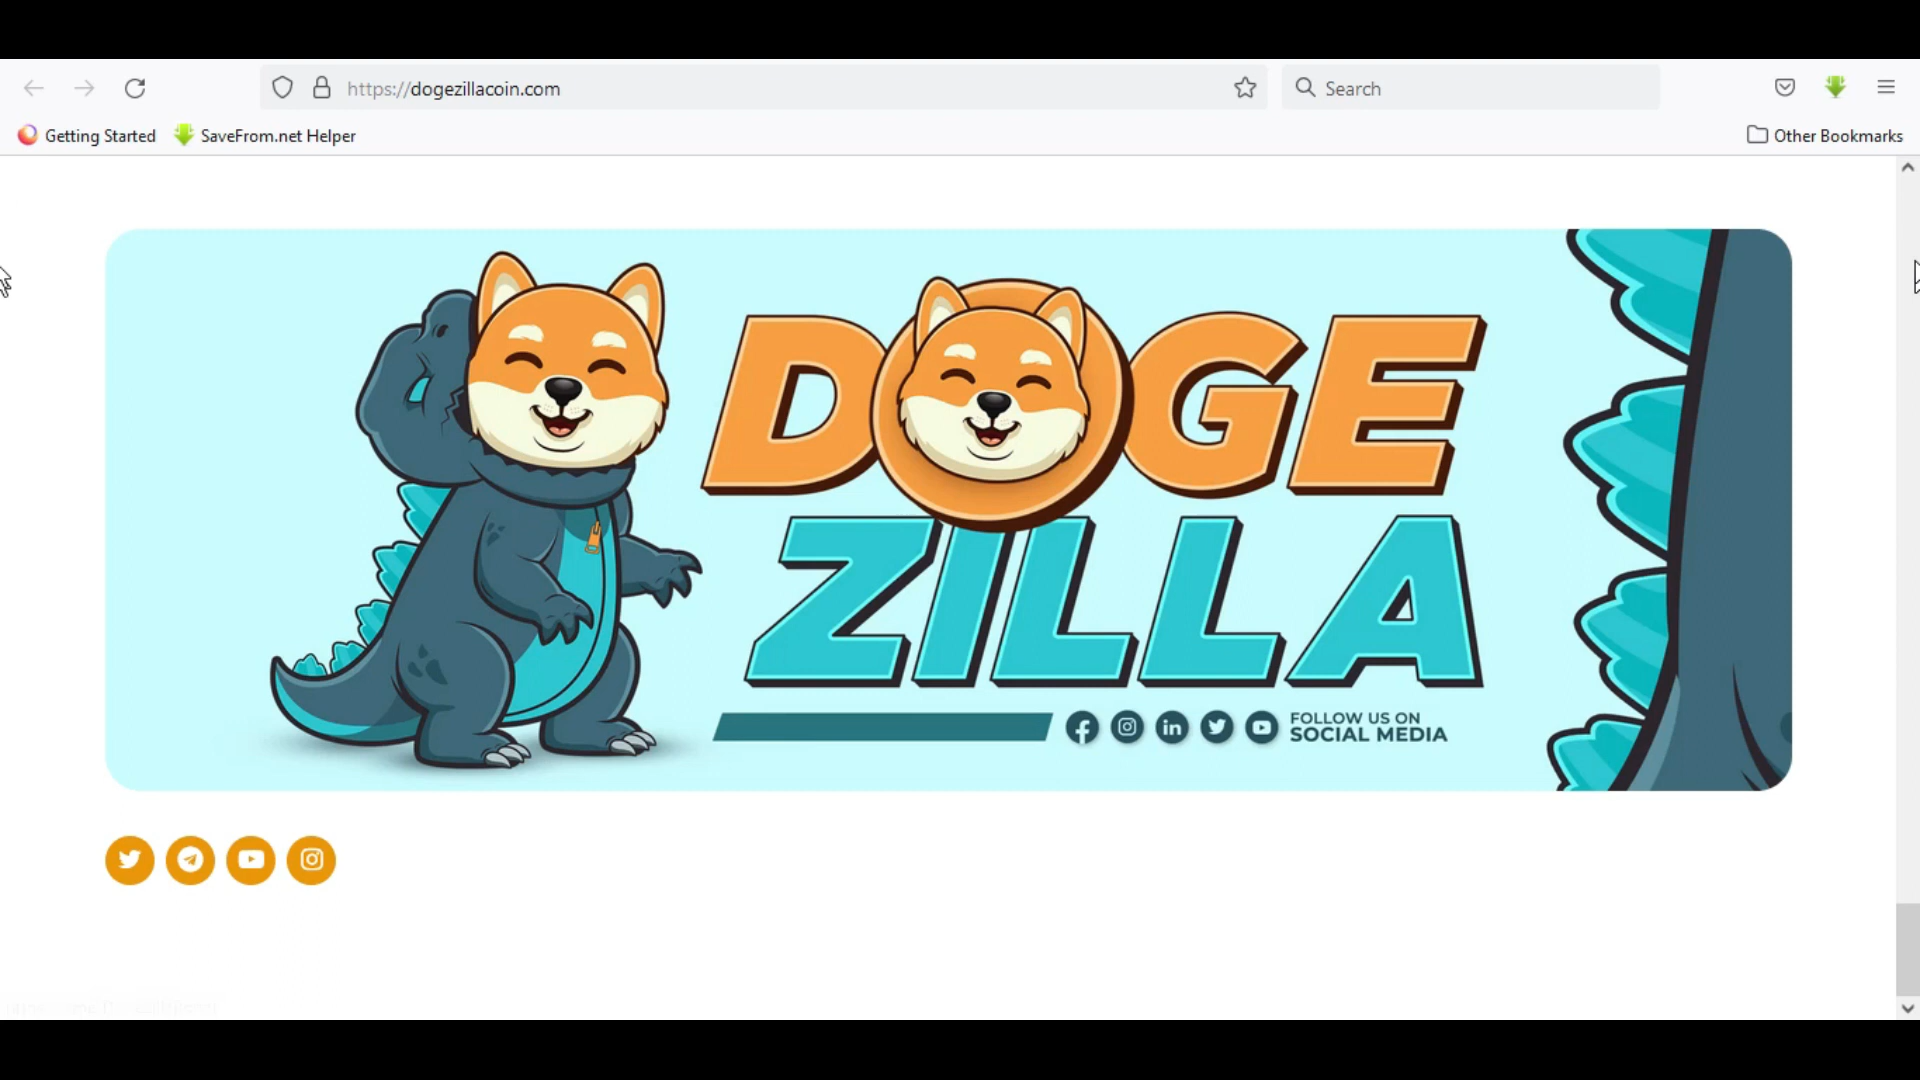 https://dogezillacoin.com
Search
Getting Started
SaveFrom.net Helper
Other Bookmarks
DOGE
ZILLA
FOLLOW US ON
SOCIAL MEDIA